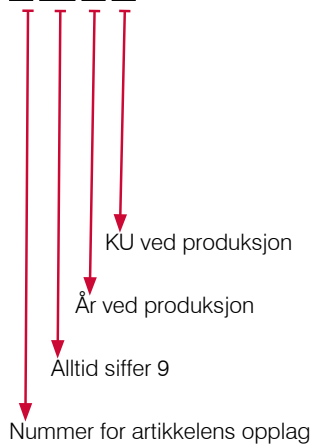 KU ved produksjon
År ved produksjon
Alltid siffer 9
Nummer for artikkelens opplag